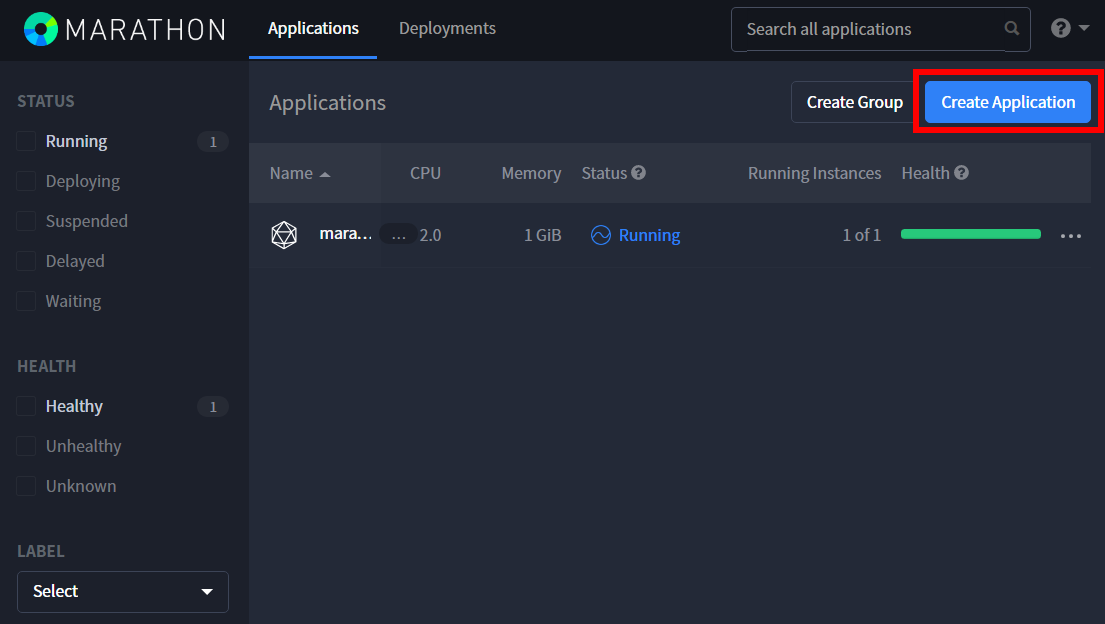 MARATHON
Applications
Deployments
Search all applications
?
STATUS
Running 1
Deploying
Suspended
Delayed
Waiting
HEALTH
Healthy 1
Unhealthy
Unknown
LABEL
Select
Applications
Create Group
Create Application
Name CPU Memory Status ? Running Instances Health ?
mara... ... 2.0 1 GiB Running 1 of 1 ...